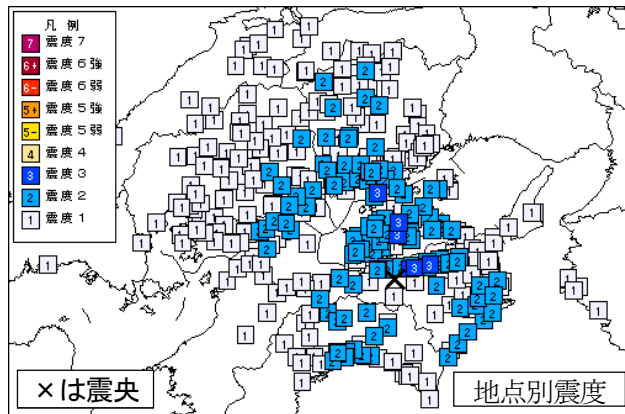 凡 例
7 震度７
6+ 震度６強
6- 震度６弱
5+ 震度５強
5- 震度５弱
4 震度４
3 震度３
2 震度２
1 震度１
×は震央
地点別震度